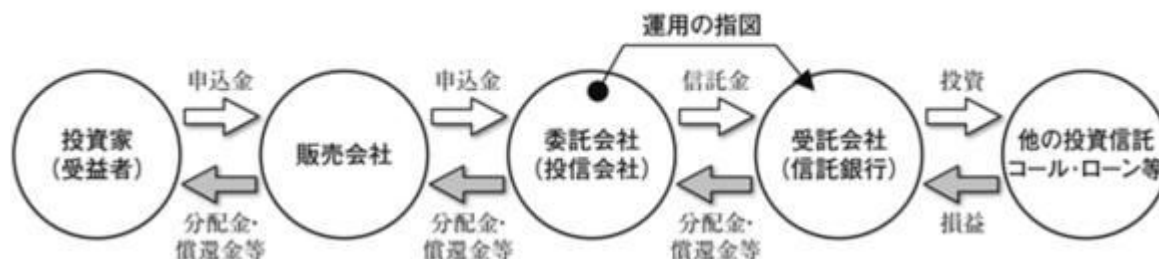 運用の指図
申込金
申込金
信託金
投資
投資家
(受益者)
販売会社
委託会社
(投信会社)
受託会社
(信託銀行)
他の投資信託
コール・ローン等
分配金・
償還金等
分配金・
償還金等
分配金・
償還金等
損益